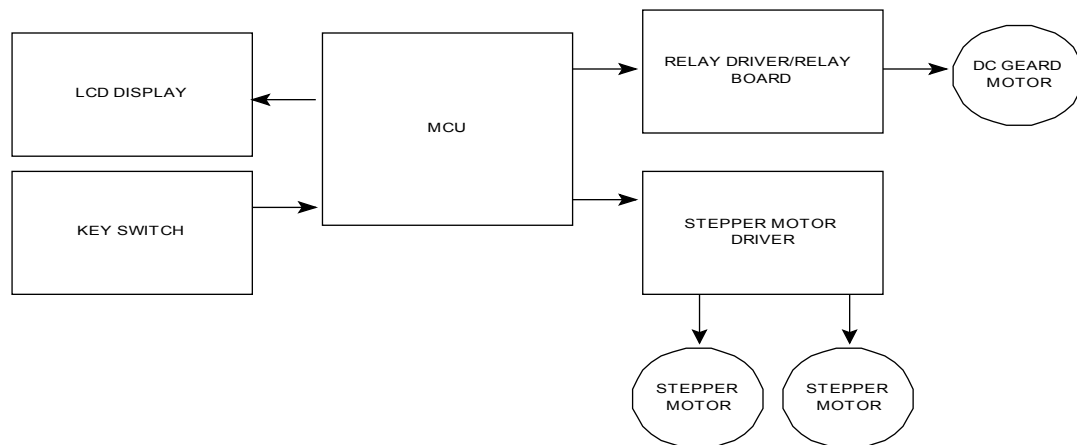 LCD DISPLAY
KEY SWITCH
MCU
RELAY DRIVER/RELAY
BOARD
DC GEARD
MOTOR
STEPPER MOTOR
DRIVER
STEPPER
MOTOR
STEPPER
MOTOR